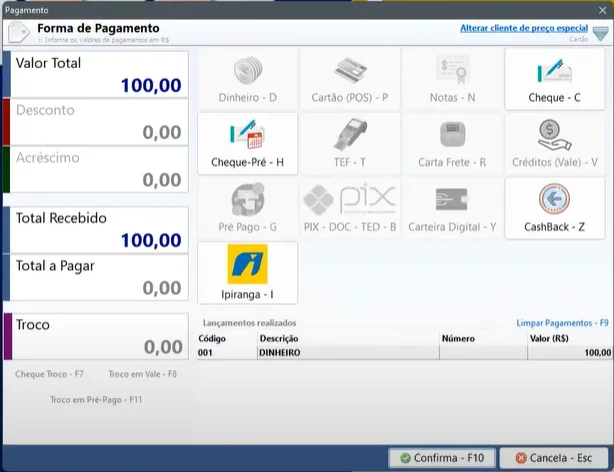 Pagamento
Forma de Pagamento
:: Informe os valores de pagamentos em R$
Alterar cliente de preço especial
Cartão
Valor Total
100,00
Desconto
0,00
Acréscimo
0,00
Total Recebido
100,00
Total a Pagar
0,00
Troco
0,00
Cheque Troco - F7
Troco em Vale - F8
Troco em Pré-Pago - F11
Dinheiro - D
Cartão (POS) - P
Notas - N
Cheque - C
Cheque-Pré - H
TEF - T
Carta Frete - R
Créditos (Vale) - V
Pré Pago - G
pix
PIX - DOC - TED - B
Carteira Digital - Y
CashBack - Z
Ipiranga - I
Lançamentos realizados
Limpar Pagamentos - F9
Código Descrição Número Valor (R$)
001 DINHEIRO 100,00
Confirma - F10
Cancela - Esc